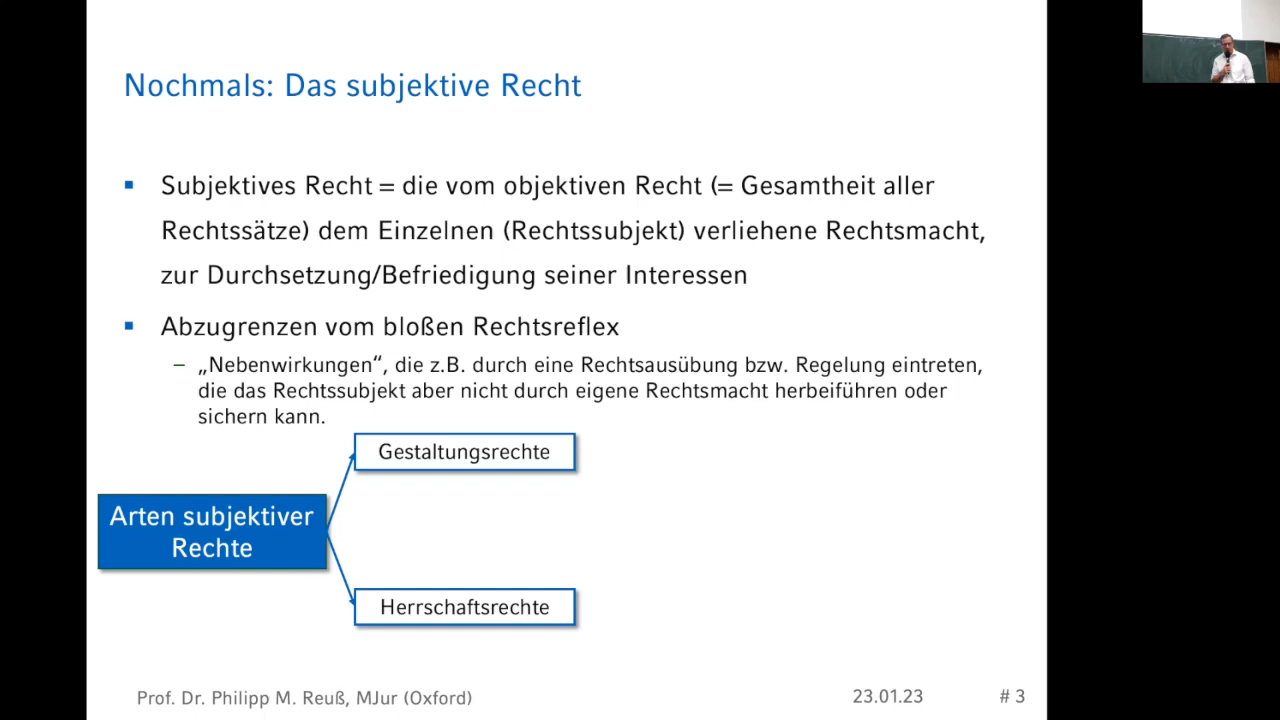 Nochmals: Das subjektive Recht
Subjektives Recht = die vom objektiven Recht (= Gesamtheit aller
Rechtssätze) dem Einzelnen (Rechtssubjekt) verliehene Rechtsmacht,
zur Durchsetzung/Befriedigung seiner Interessen
Abzugrenzen vom bloßen Rechtsreflex
– „Nebenwirkungen“, die z.B. durch eine Rechtsausübung bzw. Regelung eintreten,
die das Rechtssubjekt aber nicht durch eigene Rechtsmacht herbeiführen oder
sichern kann.
Gestaltungsrechte
Arten subjektiver
Rechte
Herrschaftsrechte
Prof. Dr. Philipp M. Reuß, MJur (Oxford)
23.01.23
# 3